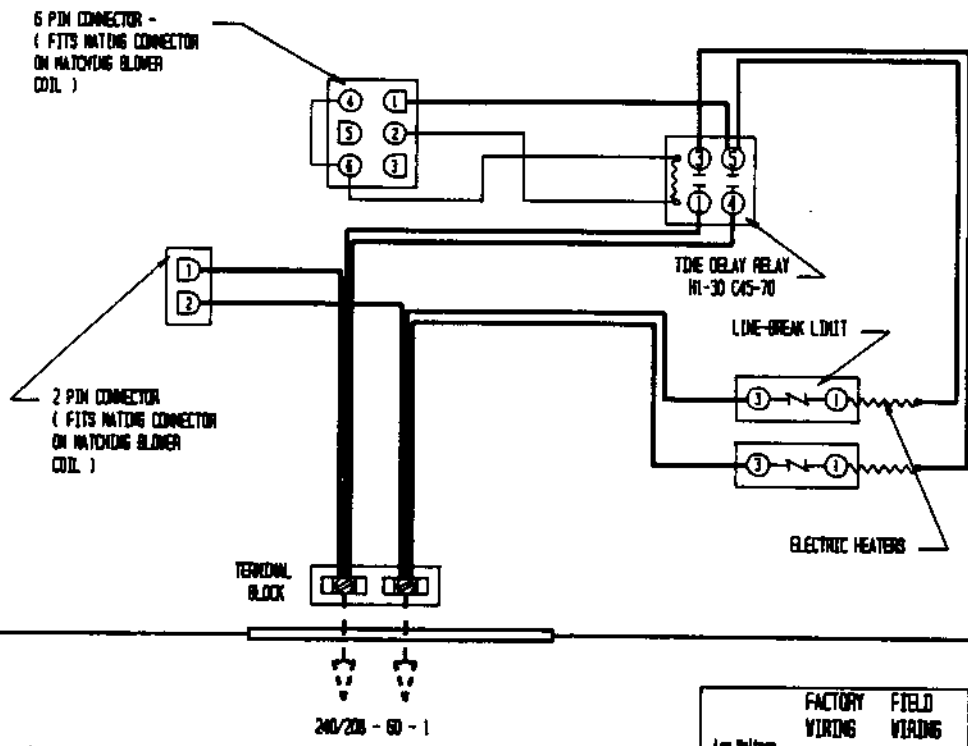 6 PIN CONNECTOR -
( FITS MATING CONNECTOR
ON MATCHING BLOWER
COIL )
4 1
5 2
6 3
3 5
1 4
TIME DELAY RELAY
N1-30 C45-70
1
2
LINE-BREAK LIMIT
2 PIN CONNECTOR
( FITS MATING CONNECTOR
ON MATCHING BLOWER
COIL )
3 1
3 1
ELECTRIC HEATERS
TERMINAL
BLOCK
240/208 - 60 - 1
FACTORY FIELD
WIRING WIRING